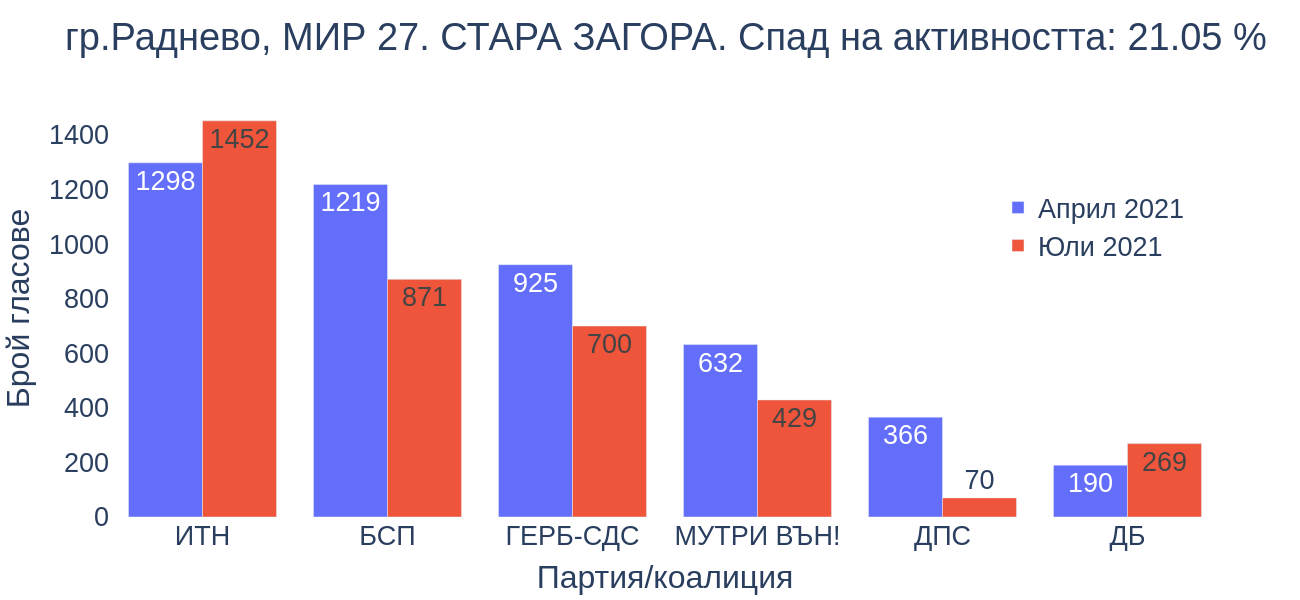 гр.Раднево, МИР 27. СТАРА ЗАГОРА. Спад на активността: 21.05 %
Брой гласове
1400
1200
1000
800
600
400
200
0
1298
1452
1219
871
925
700
632
429
366
70
190
269
Април 2021
Юли 2021
ИТН
БСП
ГЕРБ-СДС
МУТРИ ВЪН!
ДПС
ДБ
Партия/коалиция